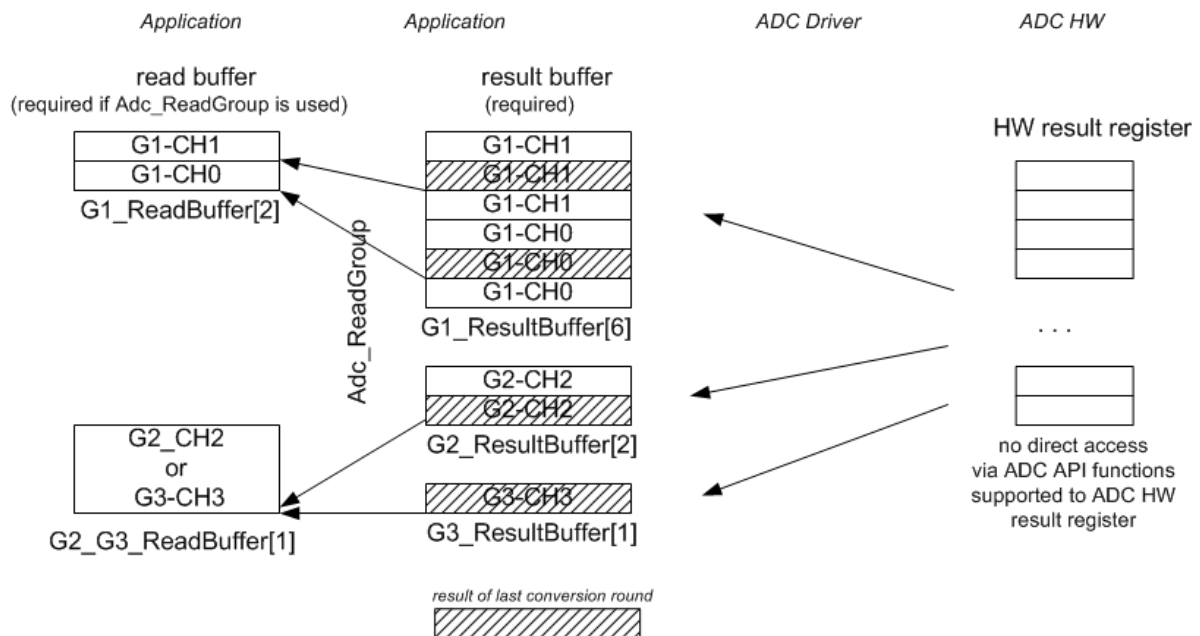 Application
Application
ADC Driver
ADC HW
read buffer
(required if Adc_ReadGroup is used)
G1-CH1
G1-CH0
G1_ReadBuffer[2]
Adc_ReadGroup
G2_CH2
or
G3-CH3
G2_G3_ReadBuffer[1]
result buffer
(required)
G1-CH1
G1-CH1
G1-CH1
G1-CH0
G1-CH0
G1-CH0
G1_ResultBuffer[6]
G2-CH2
G2-CH2
G2_ResultBuffer[2]
G3-CH3
G3_ResultBuffer[1]
result of last conversion round
HW result register
. . .
no direct access
via ADC API functions
supported to ADC HW
result register